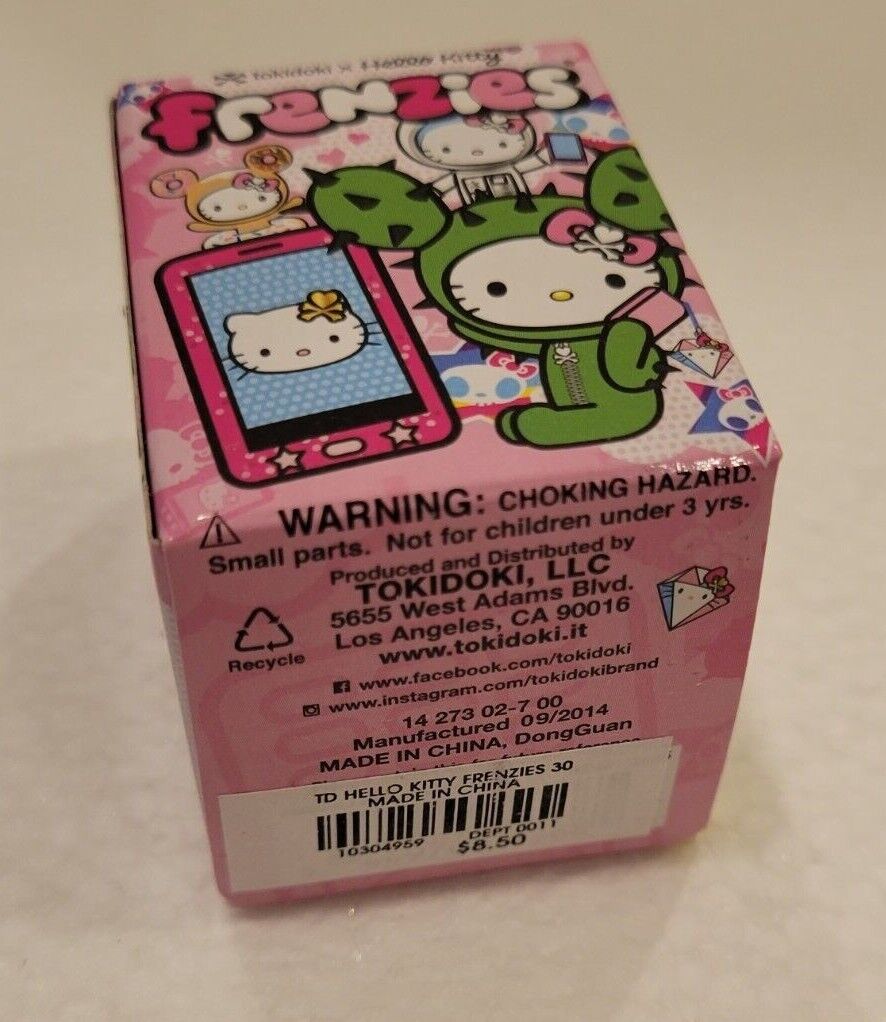 tokidoki x Hello Kitty
frenzies
WARNING: CHOKING HAZARD.
Small parts. Not for children under 3 yrs.
Produced and Distributed by
TOKIDOKI, LLC
5655 West Adams Blvd.
Los Angeles, CA 90016
www.tokidoki.it
Recycle
www.facebook.com/tokidoki
www.instagram.com/tokidokibrand
14 273 02-7 00
Manufactured 09/2014
MADE IN CHINA, DongGuan
TD HELLO KITTY FRENZIES 30
MADE IN CHINA
10304959 DEPT 0011
$8.50